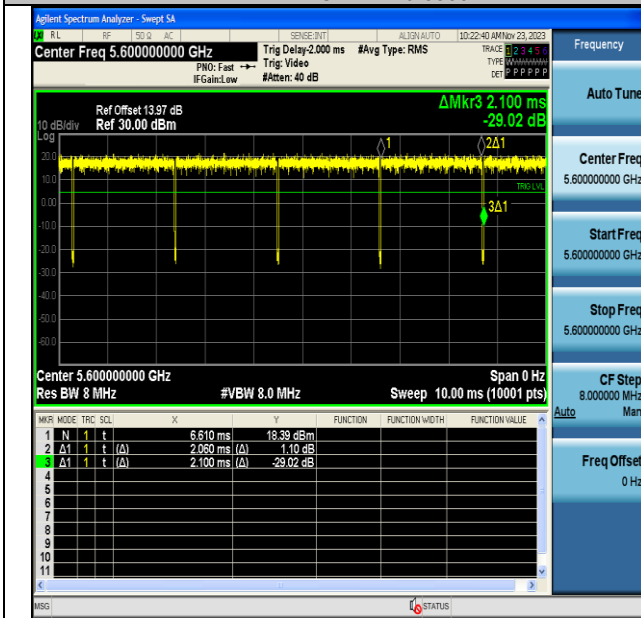 Agilent Spectrum Analyzer - Swept SA
RL RF 50 Ω AC SENSE:INT ALIGN AUTO 10:22:40 AM Nov 23, 2023
Center Freq 5.600000000 GHz
PNO: Fast
IFGain:Low
Trig Delay-2.000 ms
Trig: Video
#Atten: 40 dB
#Avg Type: RMS
TRACE 1 2 3 4 5 6
TYPE WWWWWW
DET P P P P P P
Frequency
Auto Tune
Center Freq
5.600000000 GHz
Start Freq
5.600000000 GHz
Stop Freq
5.600000000 GHz
CF Step
8.000000 MHz
Auto Man
Freq Offset
0 Hz
ΔMkr3 2.100 ms
-29.02 dB
Ref Offset 13.97 dB
10 dB/div Ref 30.00 dBm
Log
20.0
10.0
0.00
-10.0
-20.0
-30.0
-40.0
-50.0
-60.0
1
2Δ1
TRIG LVL
3Δ1
Center 5.600000000 GHz Span 0 Hz
Res BW 8 MHz #VBW 8.0 MHz Sweep 10.00 ms (10001 pts)
MKR MODE TRC SCL X Y FUNCTION FUNCTION WIDTH FUNCTION VALUE
1 N 1 t 6.610 ms 18.39 dBm
2 Δ1 1 t (Δ) 2.060 ms (Δ) 1.10 dB
3 Δ1 1 t (Δ) 2.100 ms (Δ) -29.02 dB
4
5
6
7
8
9
10
11
MSG STATUS